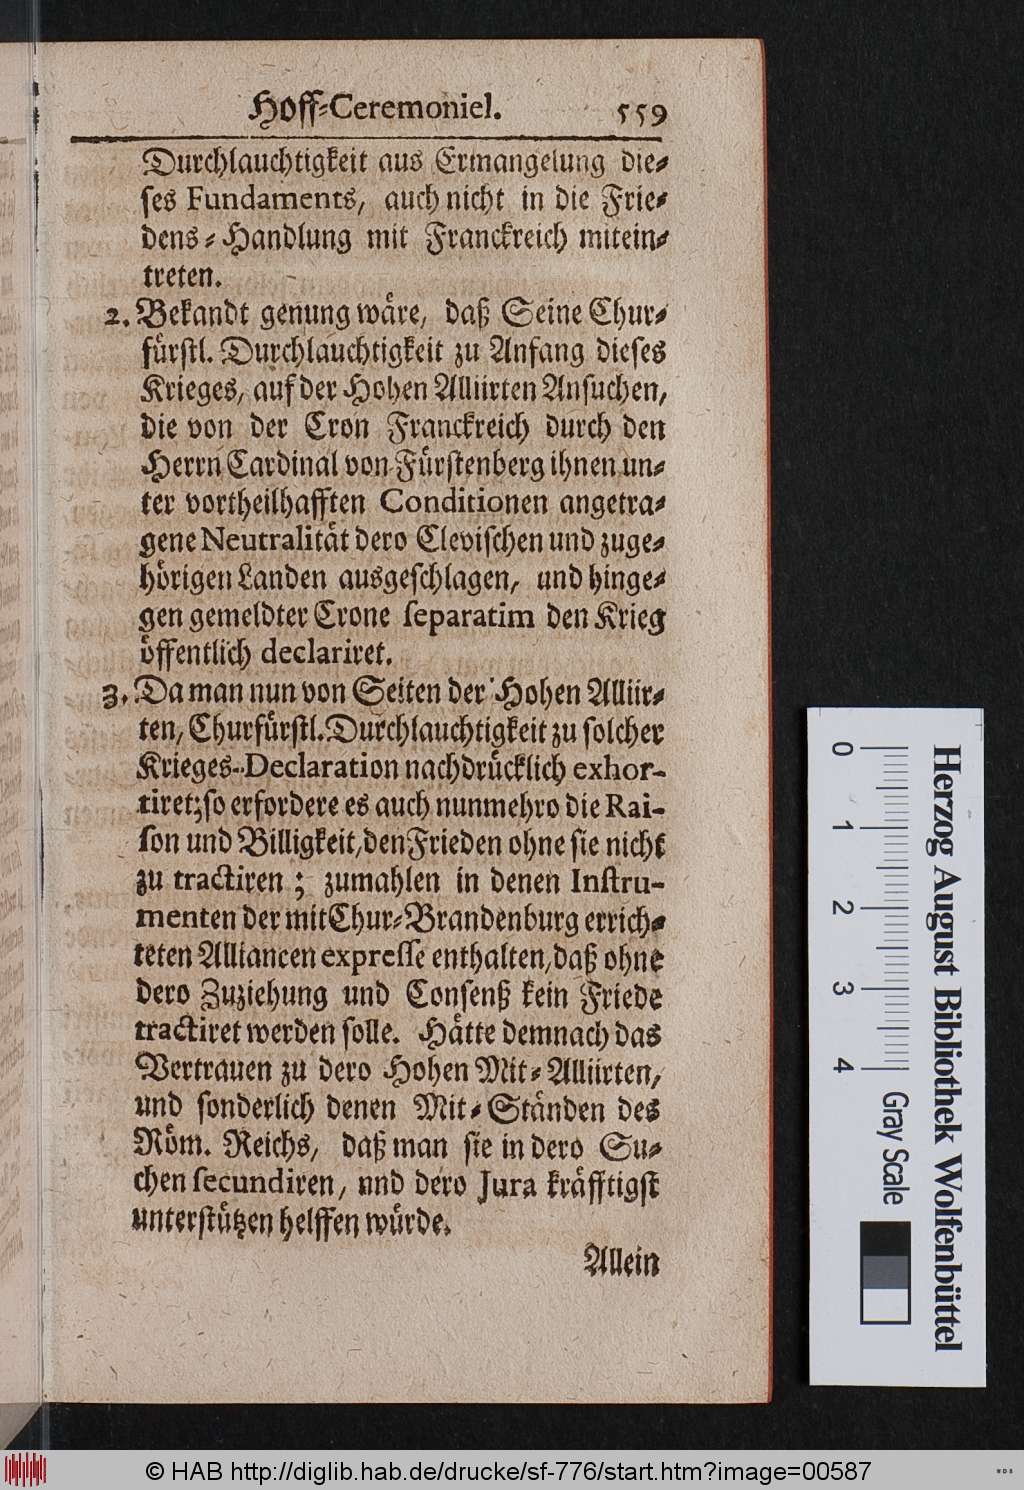 Hoff-Ceremoniel. 559
Durchlauchtigkeit aus Ermangelung die-
ses Fundaments, auch nicht in die Frie-
dens-Handlung mit Franckreich mitein-
treten.
2. Bekandt genung wäre, daß Seine Chur-
fürstl. Durchlauchtigkeit zu Anfang dieses
Krieges, auf der Hohen Alliirten Ansuchen,
die von der Cron Franckreich durch den
Herrn Cardinal von Fürstenberg ihnen un-
ter vortheilhafften Conditionen angetra-
gene Neutralität dero Clevischen und zuge-
hörigen Landen ausgeschlagen, und hinge-
gen gemeldter Crone separatim den Krieg
öffentlich declariret.
3. Da man nun von Seiten der Hohen Alliir-
ten, Churfürstl. Durchlauchtigkeit zu solcher
Krieges-Declaration nachdrücklich exhor-
tiret; so erfordere es auch nunmehro die Rai-
son und Billigkeit, den Frieden ohne sie nicht
zu tractiren; zumahlen in denen Instru-
menten der mit Chur-Brandenburg errich-
teten Alliancen expresse enthalten, daß ohne
dero Zuziehung und Consenß kein Friede
tractiret werden solle. Hätte demnach das
Vertrauen zu dero Hohen Mit-Alliirten,
und sonderlich denen Mit-Ständen des
Röm. Reichs, daß man sie in dero Su-
chen secundiren, und dero Jura kräfftigst
unterstützen helffen würde.
Allein
Herzog August Bibliothek Wolfenbüttel
0 1 2 3 4 Gray Scale
© HAB http://diglib.hab.de/drucke/sf-776/start.htm?image=00587